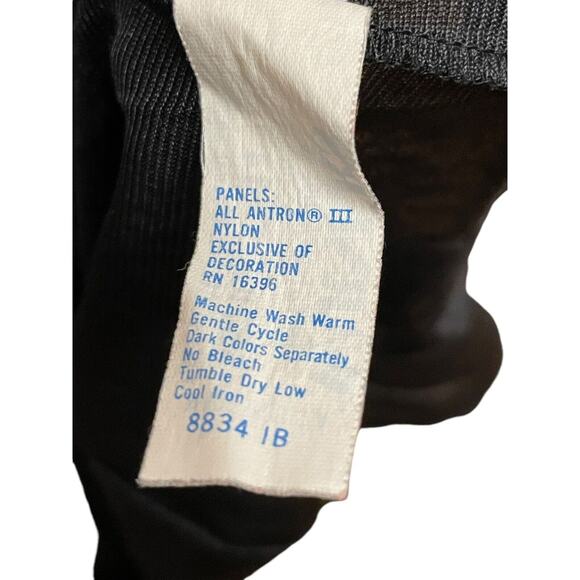 PANELS:
ALL ANTRON® III
NYLON
EXCLUSIVE OF
DECORATION
RN 16396
Machine Wash Warm
Gentle Cycle
Dark Colors Separately
No Bleach
Tumble Dry Low
Cool Iron
8834 IB